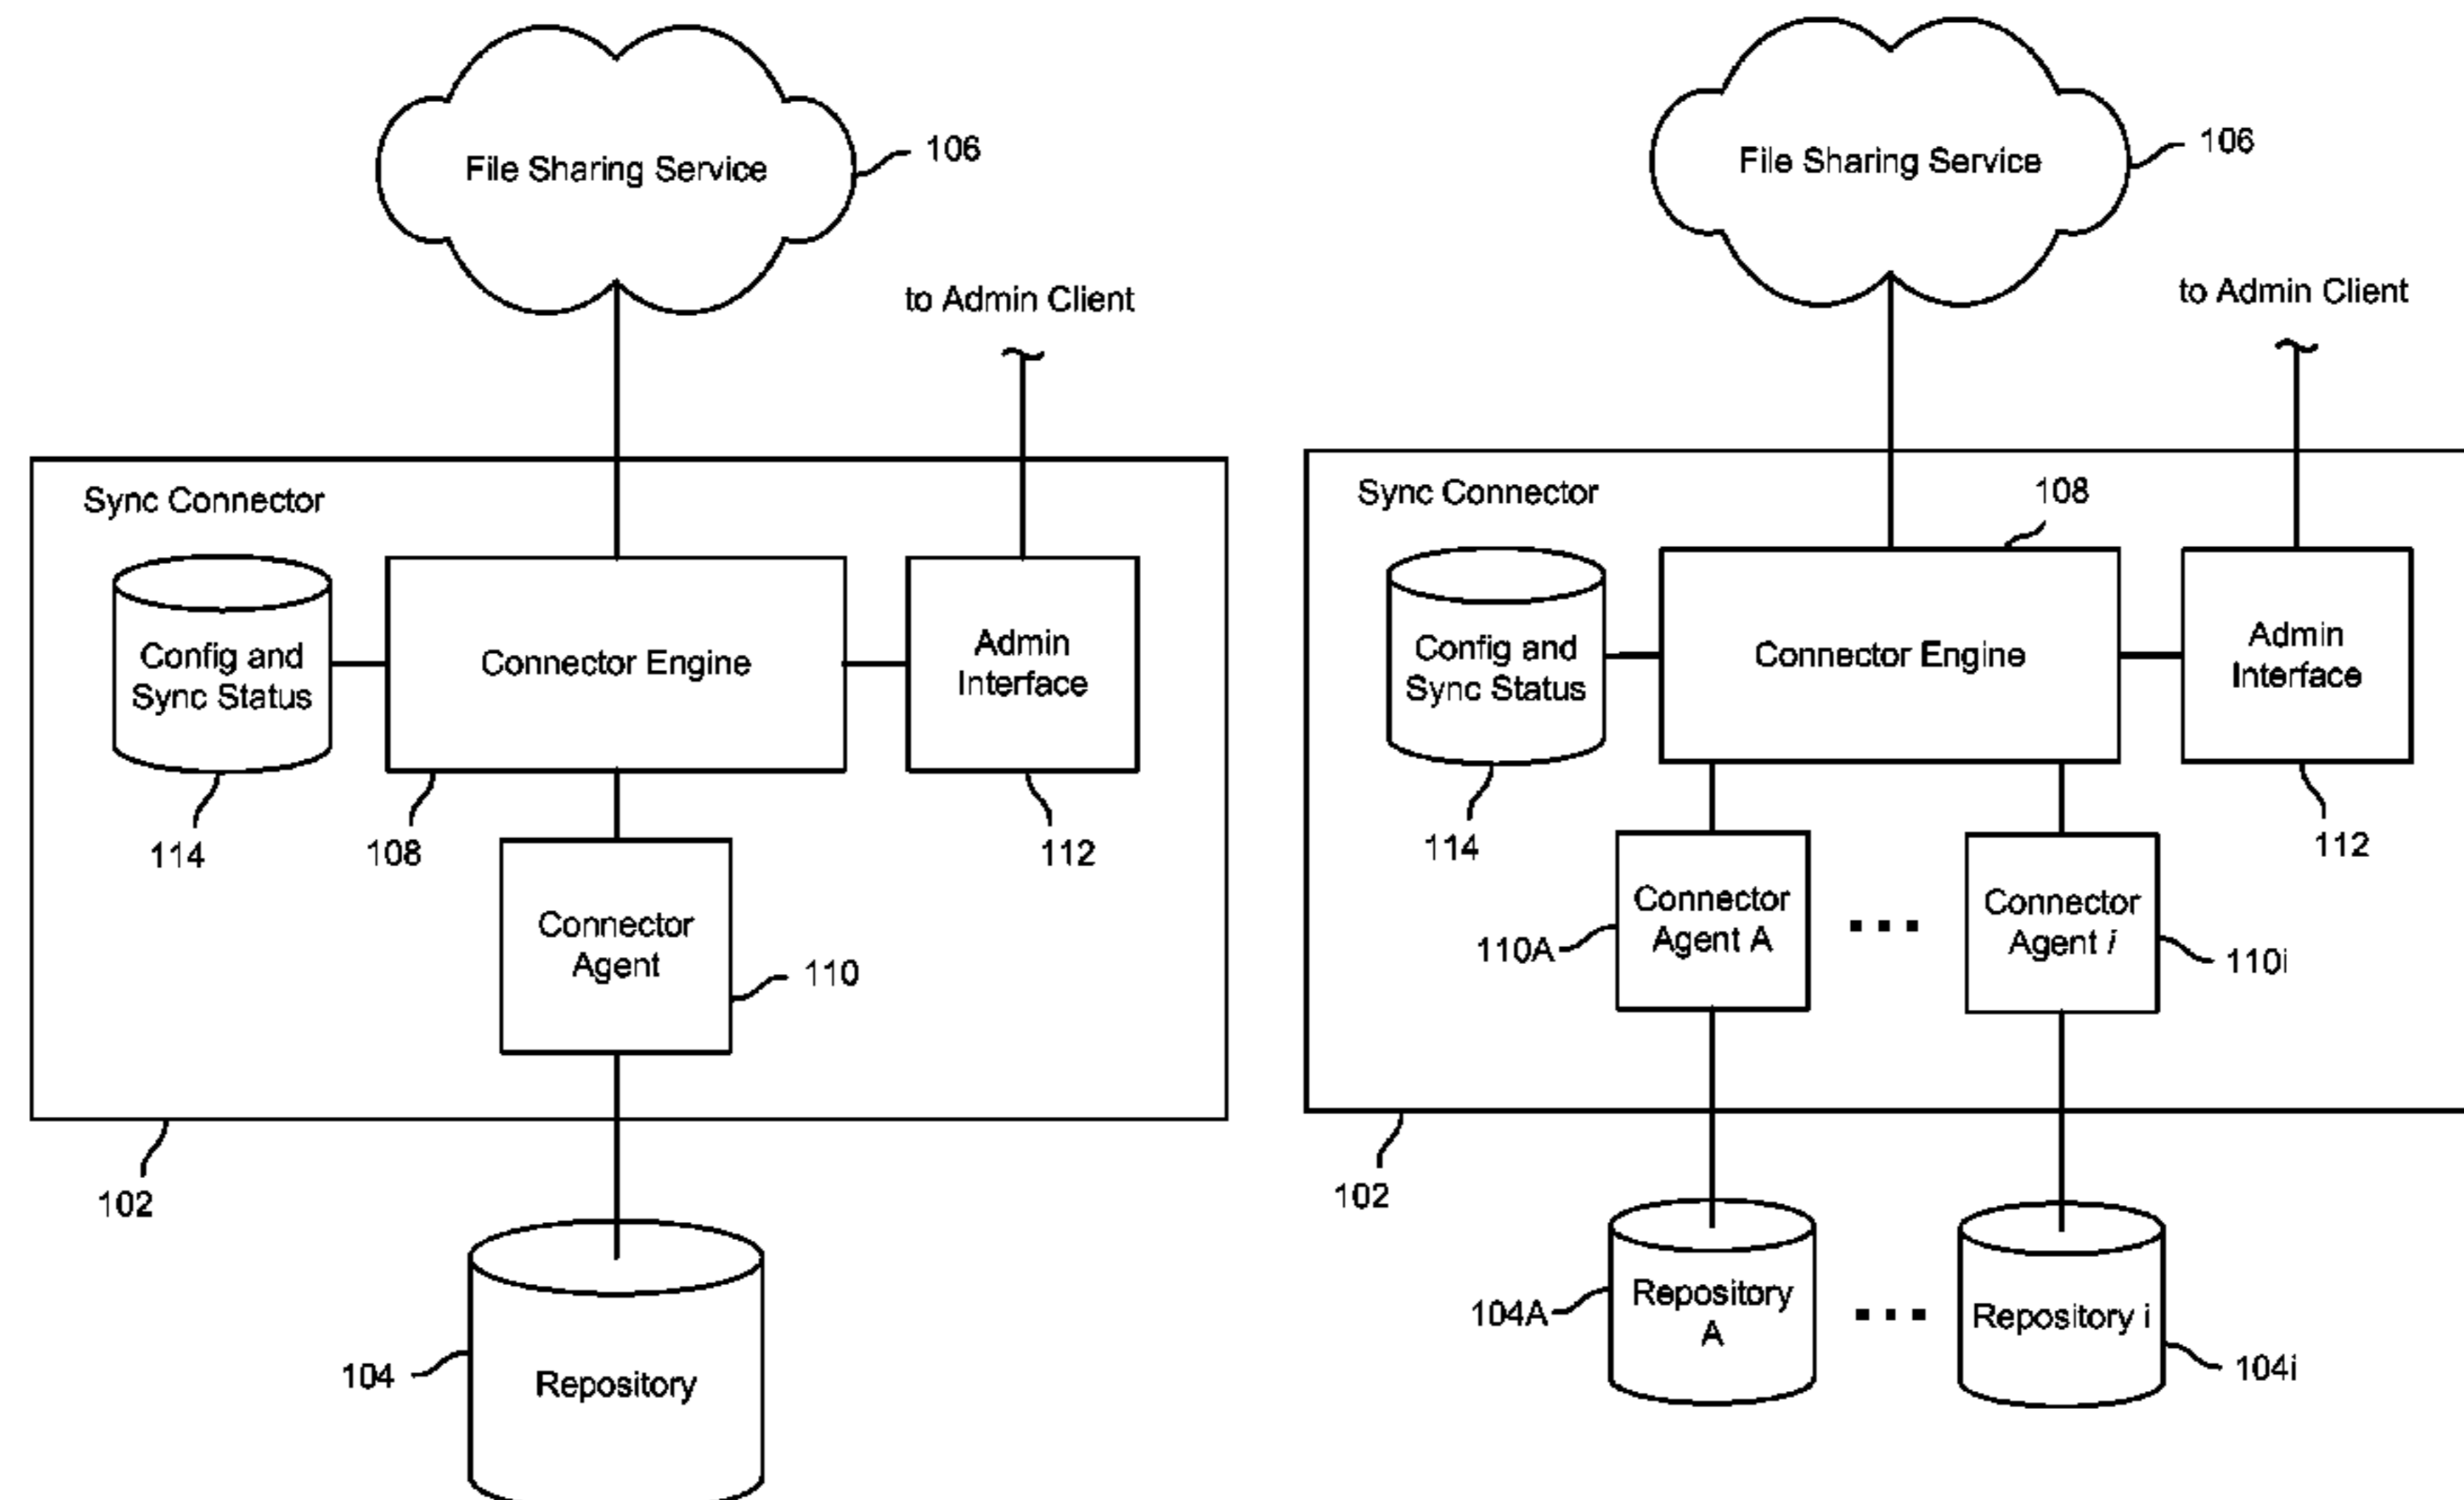 File Sharing Service
106
to Admin Client
Sync Connector
Config and
Sync Status
Connector Engine
Admin
Interface
114
108
112
Connector
Agent
110
102
104
Repository
File Sharing Service
106
to Admin Client
Sync Connector
108
Config and
Sync Status
Connector Engine
Admin
Interface
114
112
Connector
Agent A
110A
Connector
Agent i
110i
102
104A
Repository
A
Repository i
104i